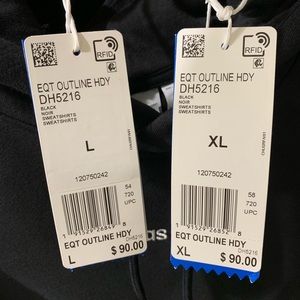 RFID
EQT OUTLINE HDY
DH5216
BLACK
NOIR
SWEATSHIRTS
SWEATSHIRTS
L
120750242
54
720
UPC
EQT OUTLINE HDY
DH5216
L
$ 90.00
RFID
EQT OUTLINE HDY
DH5216
BLACK
NOIR
SWEATSHIRTS
SWEATSHIRTS
XL
120750242
58
720
UPC
EQT OUTLINE HDY
DH5216
XL
$ 90.00
as